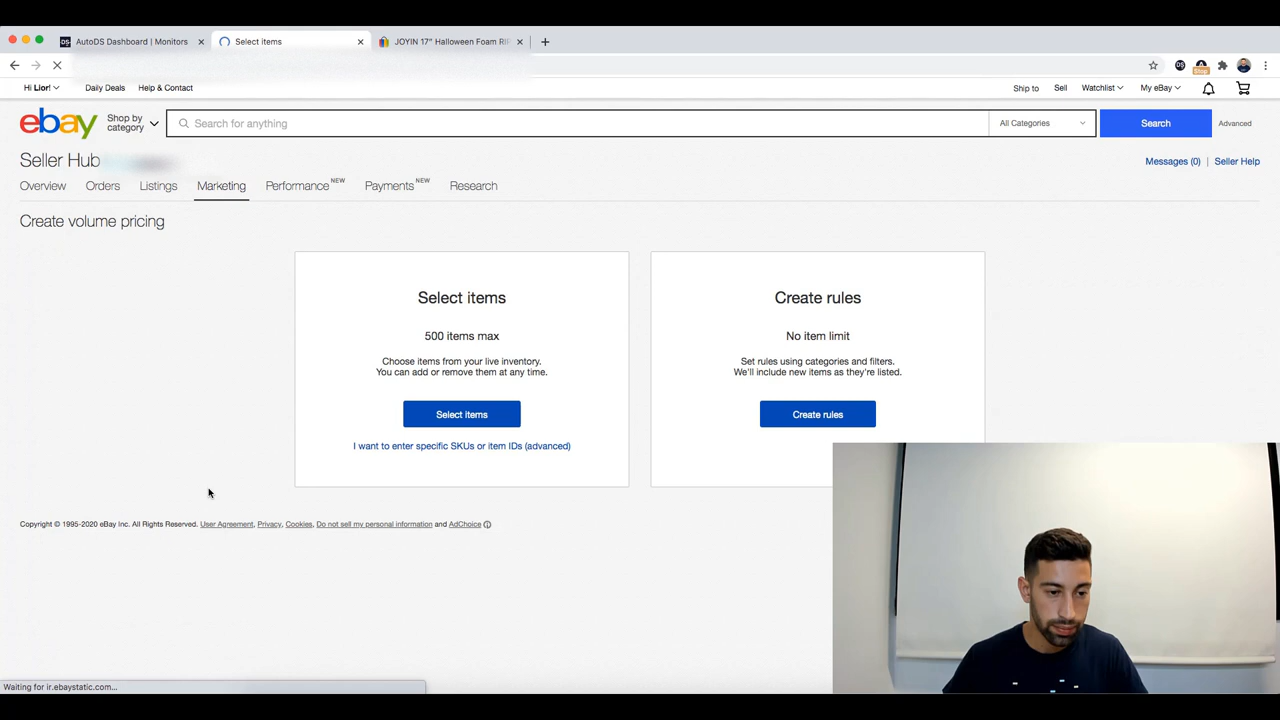 AutoDS Dashboard | Monitors
Select items
JOYIN 17" Halloween Foam RIP
Shop
Hi Lior!
Daily Deals
Help & Contact
Ship to
Sell
Watchlist
My eBay
ebay
Shop by
category
Search for anything
All Categories
Search
Advanced
Seller Hub
Messages (0)
Seller Help
Overview
Orders
Listings
Marketing
Performance NEW
Payments NEW
Research
Create volume pricing
Select items
500 items max
Choose items from your live inventory.
You can add or remove them at any time.
Select items
I want to enter specific SKUs or item IDs (advanced)
Create rules
No item limit
Set rules using categories and filters.
We'll include new items as they're listed.
Create rules
Copyright © 1995-2020 eBay Inc. All Rights Reserved. User Agreement, Privacy, Cookies, Do not sell my personal information and AdChoice
Waiting for ir.ebaystatic.com...